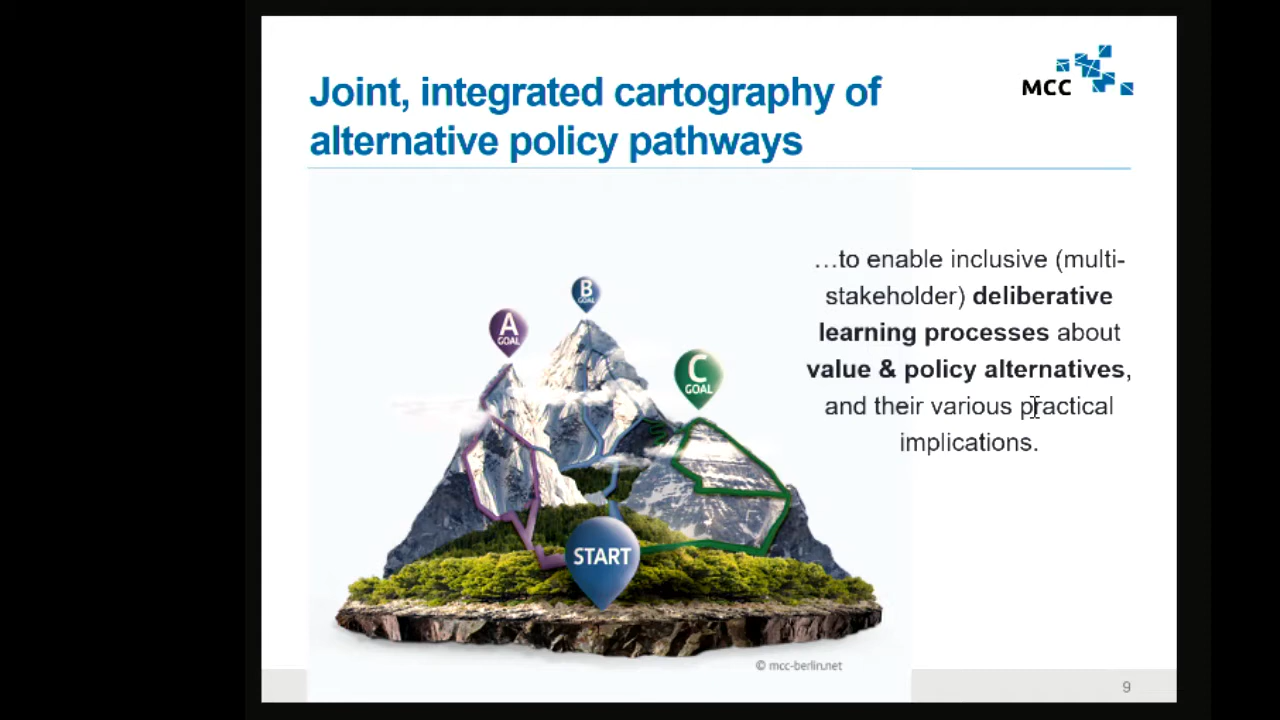 Joint, integrated cartography of
alternative policy pathways
MCC
…to enable inclusive (multi-
stakeholder) deliberative
learning processes about
value & policy alternatives,
and their various practical
implications.
B
GOAL
A
GOAL
C
GOAL
START
© mcc-berlin.net
9